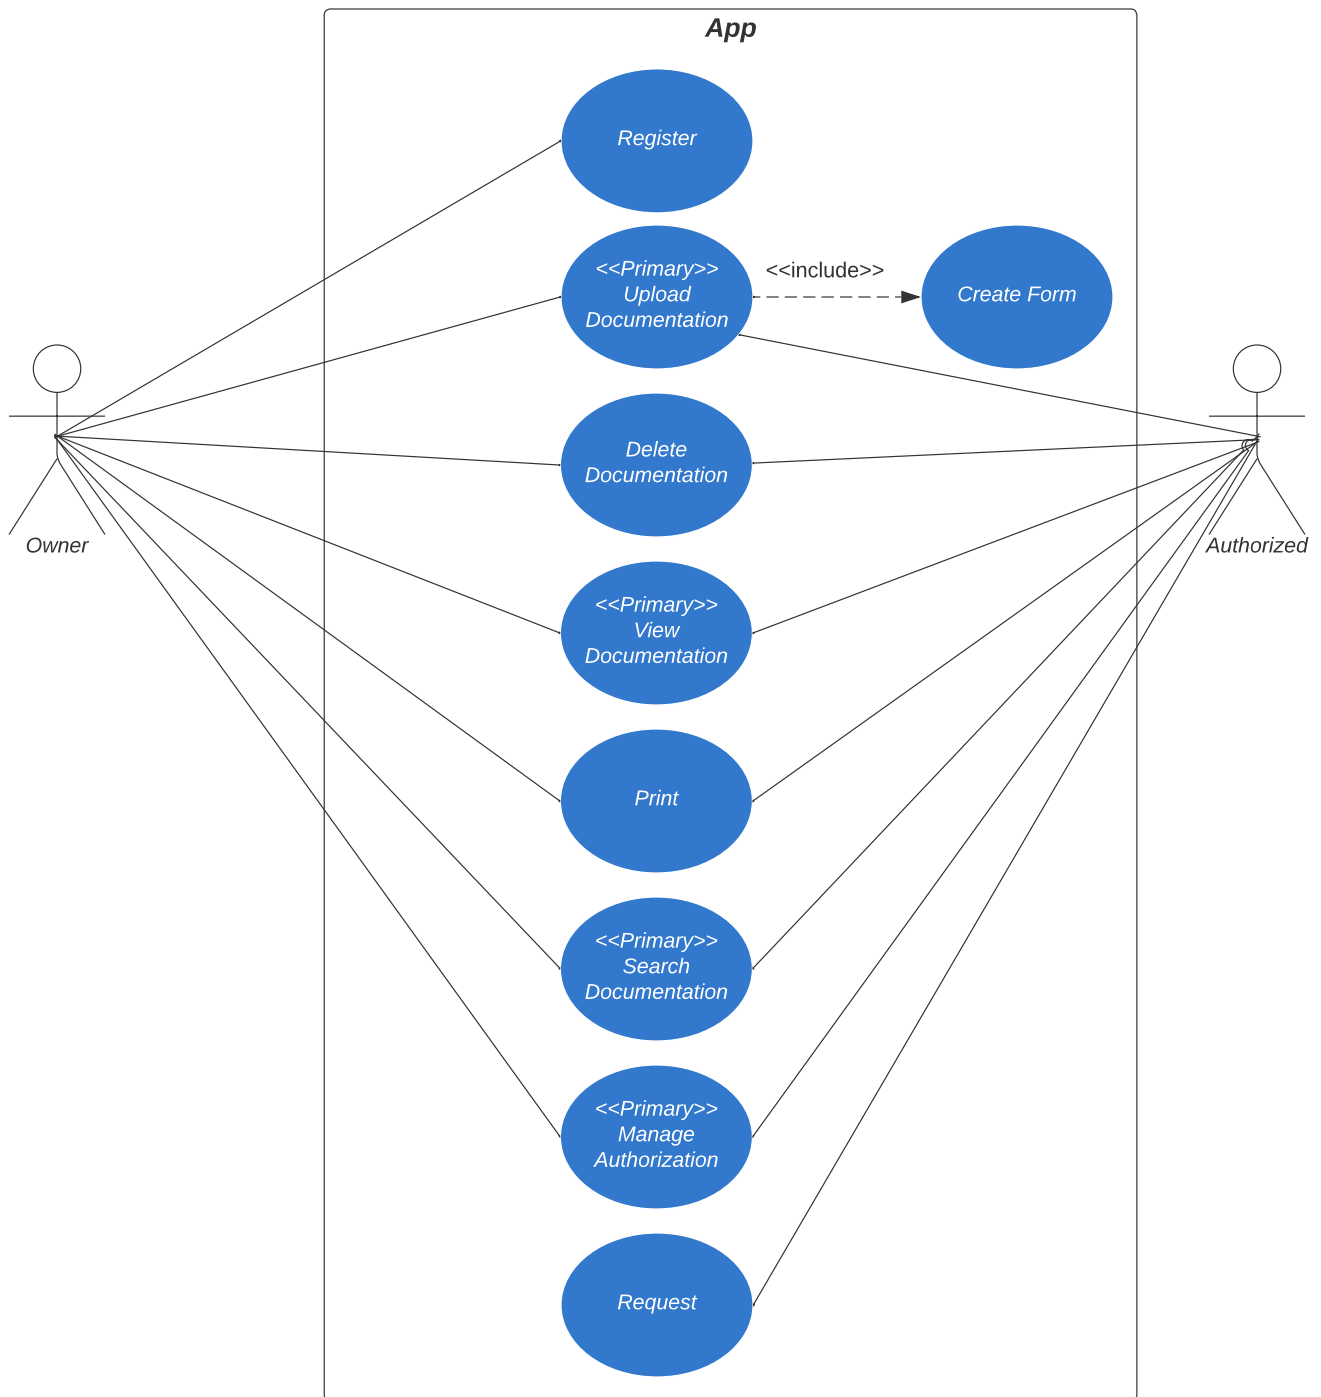 App
Register
<<Primary>>
Upload
Documentation
<<include>>
Create Form
Delete
Documentation
Owner
Authorized
<<Primary>>
View
Documentation
Print
<<Primary>>
Search
Documentation
<<Primary>>
Manage
Authorization
Request